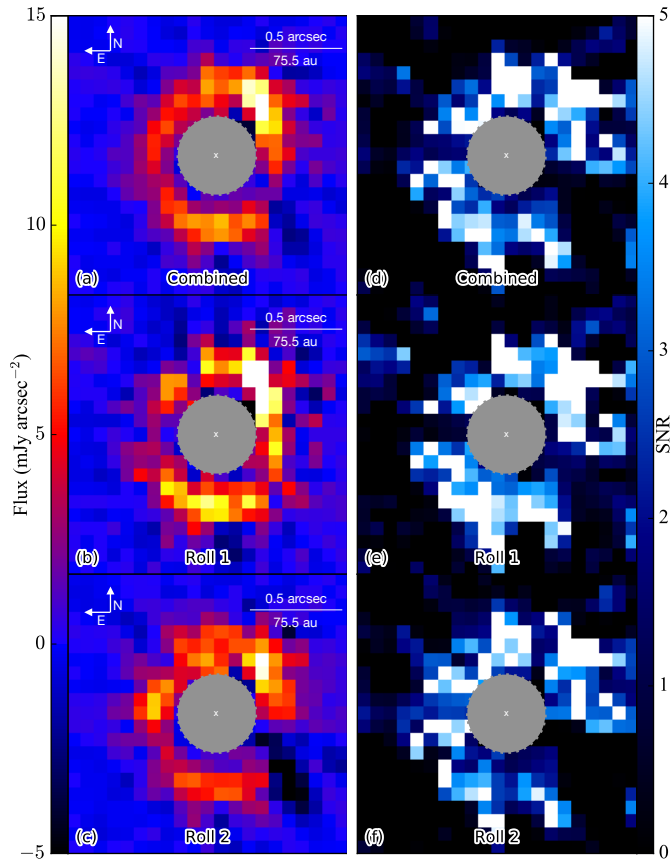 15
10
5
0
−5
Flux (mJy arcsec−2)
N
E
0.5 arcsec
75.5 au
(a)
Combined
N
E
0.5 arcsec
75.5 au
(b)
Roll 1
N
E
0.5 arcsec
75.5 au
(c)
Roll 2
x
x
x
(d)
Combined
(e)
Roll 1
(f)
Roll 2
x
x
x
5
4
3
2
1
0
SNR